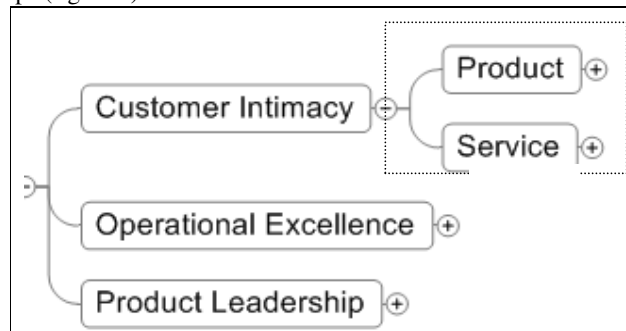 Product
Customer Intimacy
Service
Operational Excellence
Product Leadership